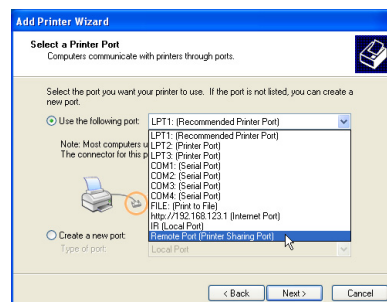 Add Printer Wizard
Select a Printer Port
Computers communicate with printers through ports.
Select the port you want your printer to use. If the port is not listed, you can create a
new port.
Use the following port:
LPT1: (Recommended Printer Port)
LPT1: (Recommended Printer Port)
LPT2: (Printer Port)
LPT3: (Printer Port)
COM1: (Serial Port)
COM2: (Serial Port)
COM3: (Serial Port)
COM4: (Serial Port)
FILE: (Print to File)
http://192.168.123.1 (Internet Port)
IR (Local Port)
Remote Port (Printer Sharing Port)
Note: Most computers u
The connector for this p
Create a new port:
Type of port:
Local Port
< Back
Next >
Cancel